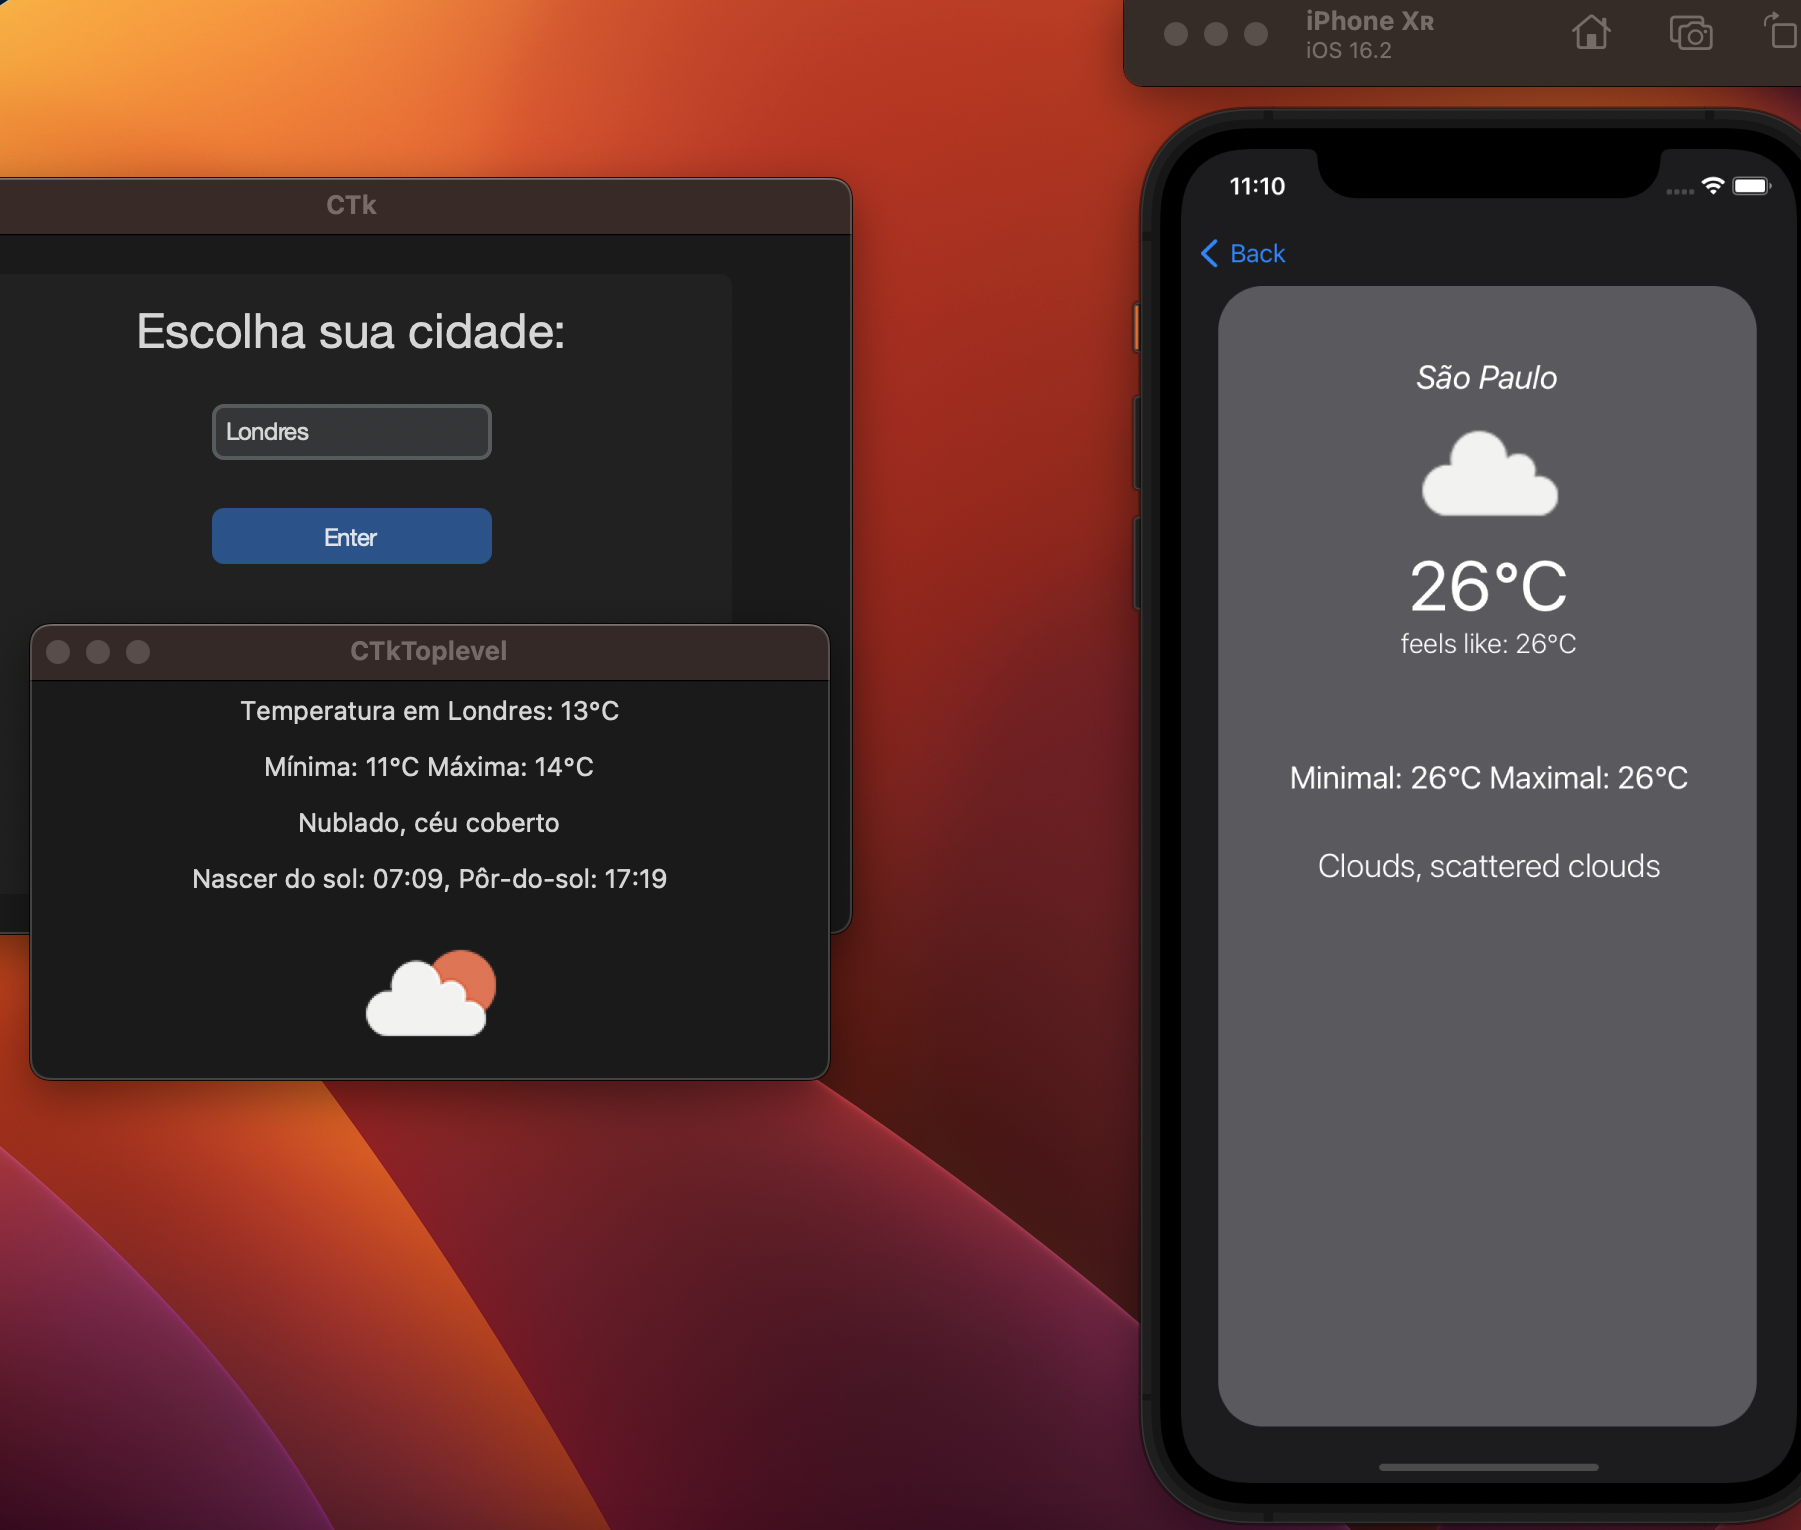 CTk
Escolha sua cidade:
Londres
Enter
CTkToplevel
Temperatura em Londres: 13°C
Mínima: 11°C Máxima: 14°C
Nublado, céu coberto
Nascer do sol: 07:09, Pôr-do-sol: 17:19
iPhone XR
iOS 16.2
11:10
Back
São Paulo
26°C
feels like: 26°C
Minimal: 26°C Maximal: 26°C
Clouds, scattered clouds